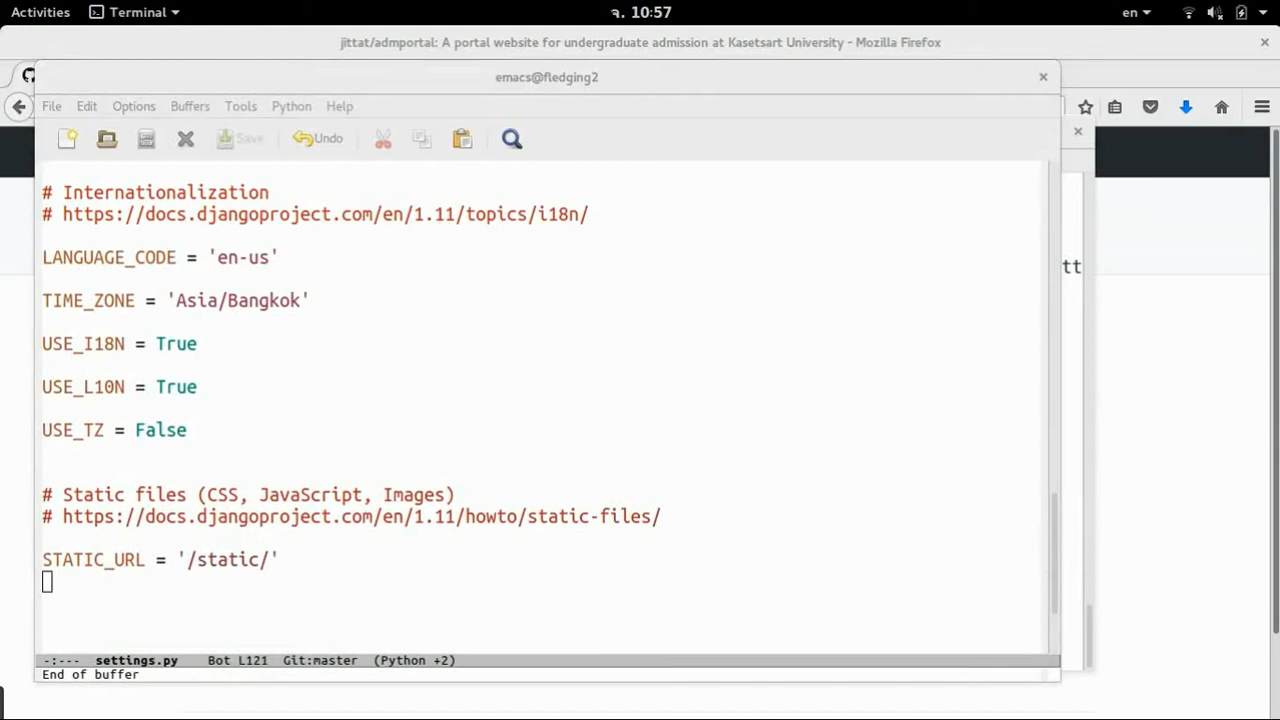 Activities Terminal จ. 10:57 en
jittat/admportal: A portal website for undergraduate admission at Kasetsart University - Mozilla Firefox
emacs@fledging2
File Edit Options Buffers Tools Python Help
Save Undo
# Internationalization
# https://docs.djangoproject.com/en/1.11/topics/i18n/
LANGUAGE_CODE = 'en-us'
tt
TIME_ZONE = 'Asia/Bangkok'
USE_I18N = True
USE_L10N = True
USE_TZ = False
# Static files (CSS, JavaScript, Images)
# https://docs.djangoproject.com/en/1.11/howto/static-files/
STATIC_URL = '/static/'
-:--- settings.py Bot L121 Git:master (Python +2)
End of buffer